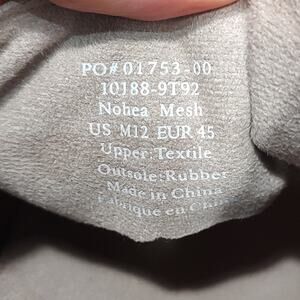 PO# 01753-00
10188-9T92
Nohea Mesh
US M12 EUR 45
Upper:Textile
Outsole:Rubber
Made in China
Fabrique en China